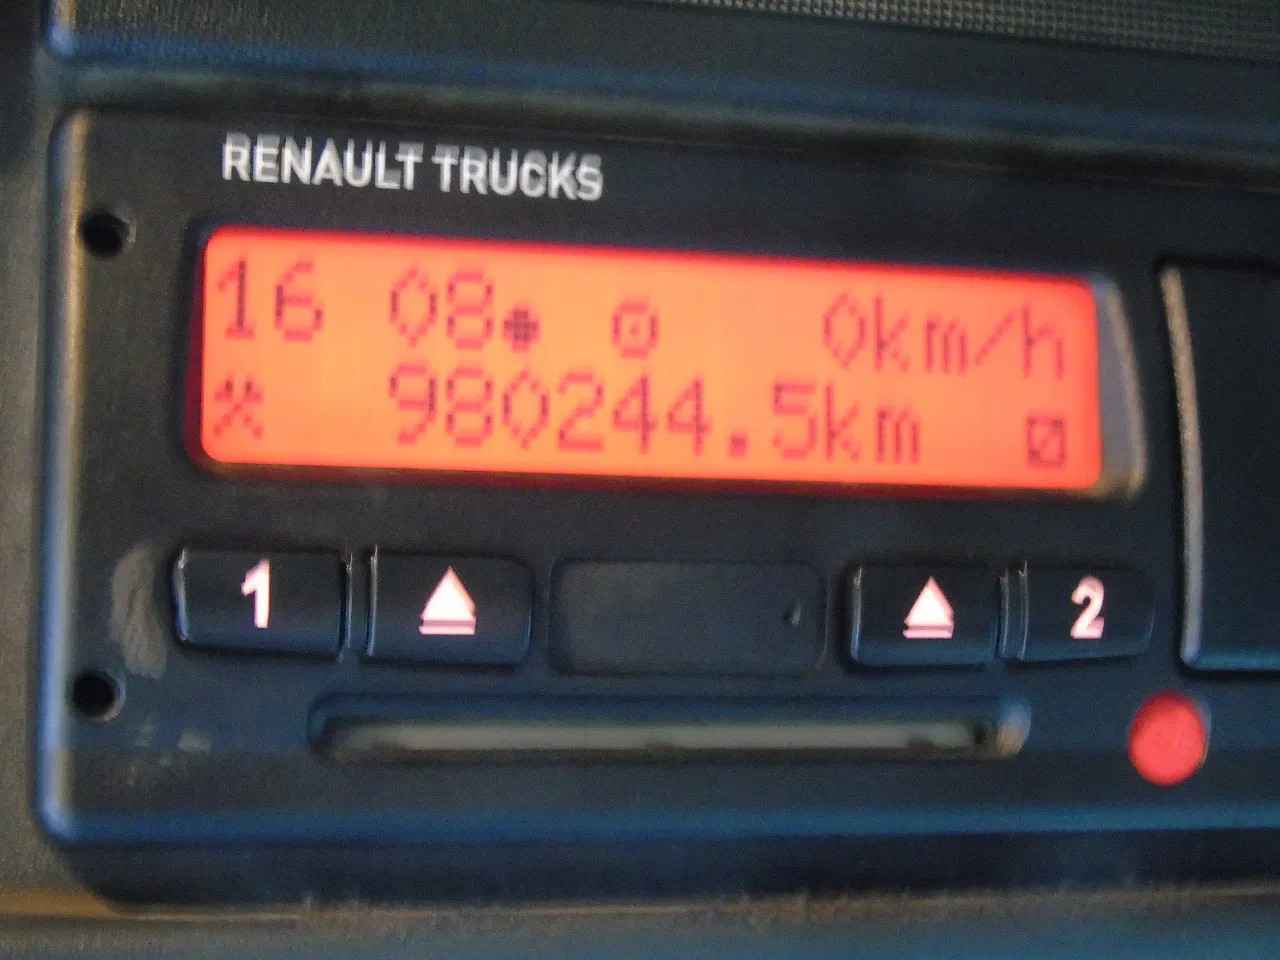 RENAULT TRUCKS
16 08 0km/h
980244.5km
1 2